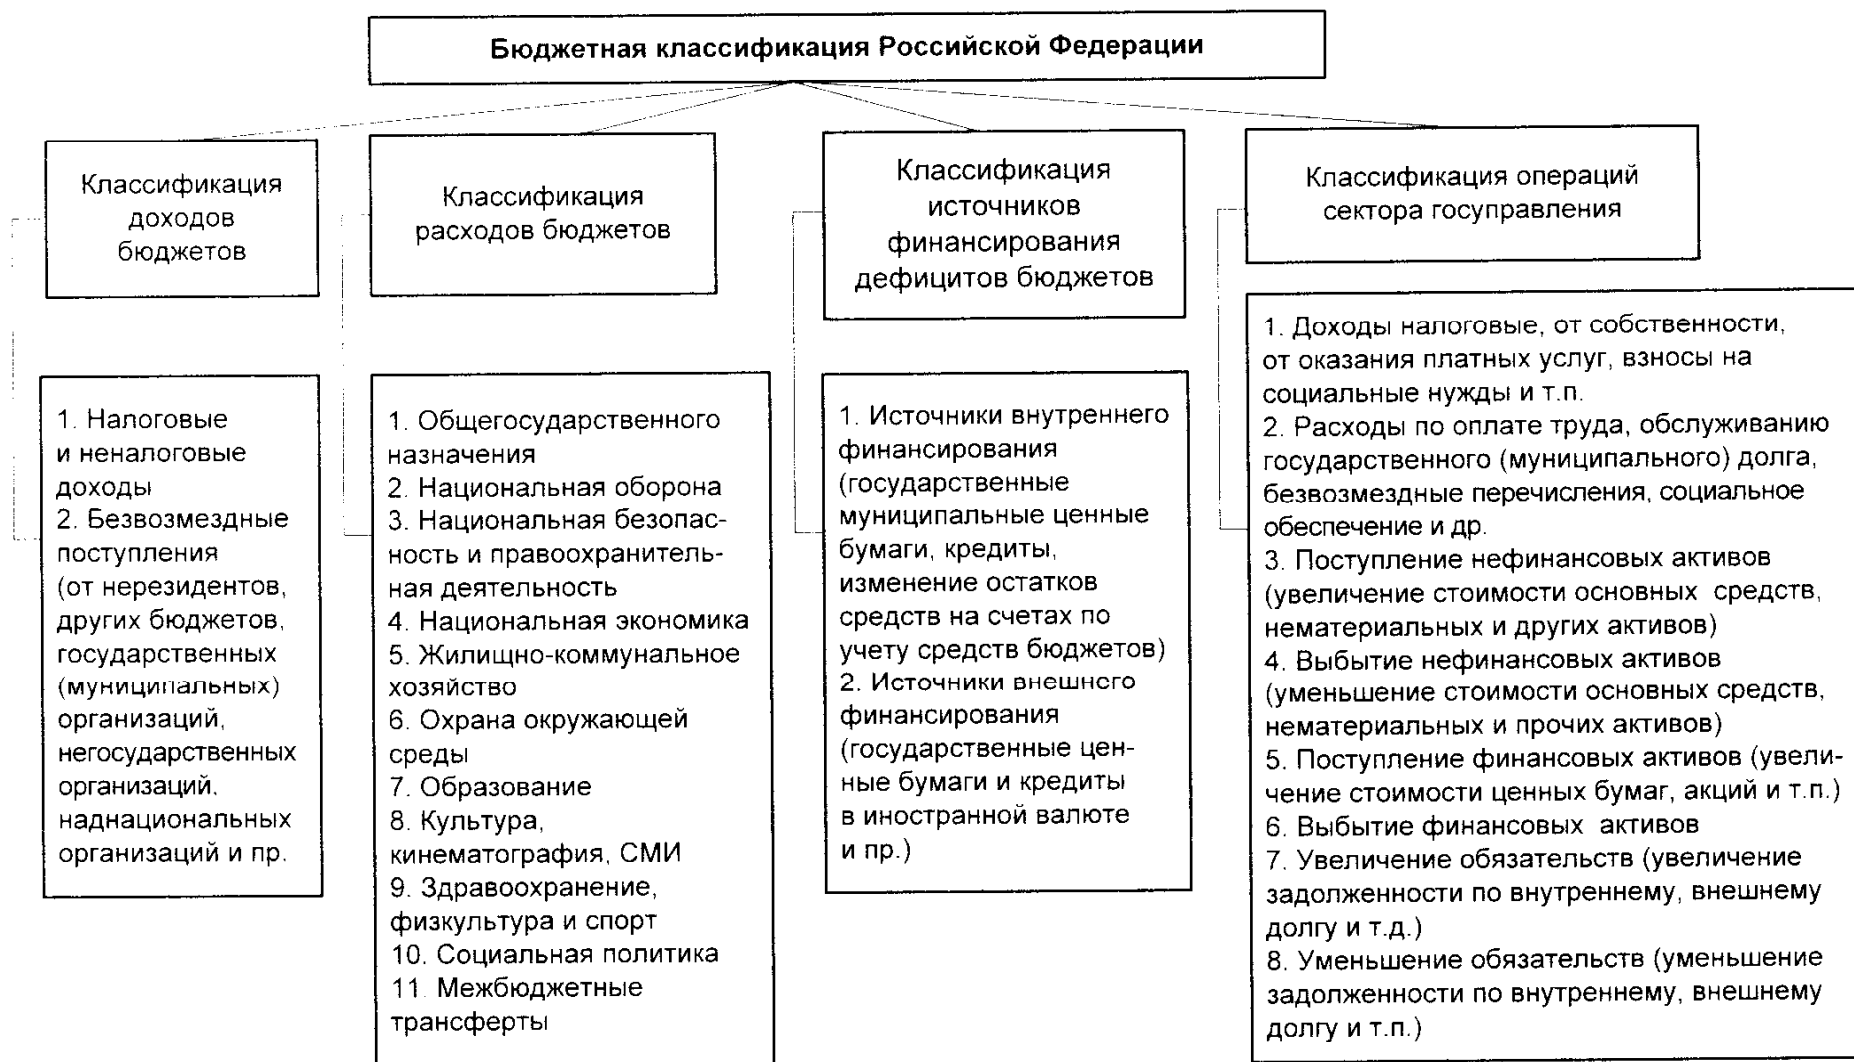 Бюджетная классификация Российской Федерации
Классификация
доходов
бюджетов
Классификация
расходов бюджетов
Классификация
источников
финансирования
дефицитов бюджетов
Классификация операций
сектора госуправления
1. Налоговые
и неналоговые
доходы
2. Безвозмездные
поступления
(от нерезидентов,
других бюджетов,
государственных
(муниципальных)
организаций,
негосударственных
организаций,
наднациональных
организаций и пр.
1. Общегосударственного
назначения
2. Национальная оборона
3. Национальная безопас-
ность и правоохранитель-
ная деятельность
4. Национальная экономика
5. Жилищно-коммунальное
хозяйство
6. Охрана окружающей
среды
7. Образование
8. Культура,
кинематография, СМИ
9. Здравоохранение,
физкультура и спорт
10. Социальная политика
11. Межбюджетные
трансферты
1. Источники внутреннего
финансирования
(государственные
муниципальные ценные
бумаги, кредиты,
изменение остатков
средств на счетах по
учету средств бюджетов)
2. Источники внешнего
финансирования
(государственные цен-
ные бумаги и кредиты
в иностранной валюте
и пр.)
1. Доходы налоговые, от собственности,
от оказания платных услуг, взносы на
социальные нужды и т.п.
2. Расходы по оплате труда, обслуживанию
государственного (муниципального) долга,
безвозмездные перечисления, социальное
обеспечение и др.
3. Поступление нефинансовых активов
(увеличение стоимости основных средств,
нематериальных и других активов)
4. Выбытие нефинансовых активов
(уменьшение стоимости основных средств,
нематериальных и прочих активов)
5. Поступление финансовых активов (увели-
чение стоимости ценных бумаг, акций и т.п.)
6. Выбытие финансовых активов
7. Увеличение обязательств (увеличение
задолженности по внутреннему, внешнему
долгу и т.д.)
8. Уменьшение обязательств (уменьшение
задолженности по внутреннему, внешнему
долгу и т.п.)